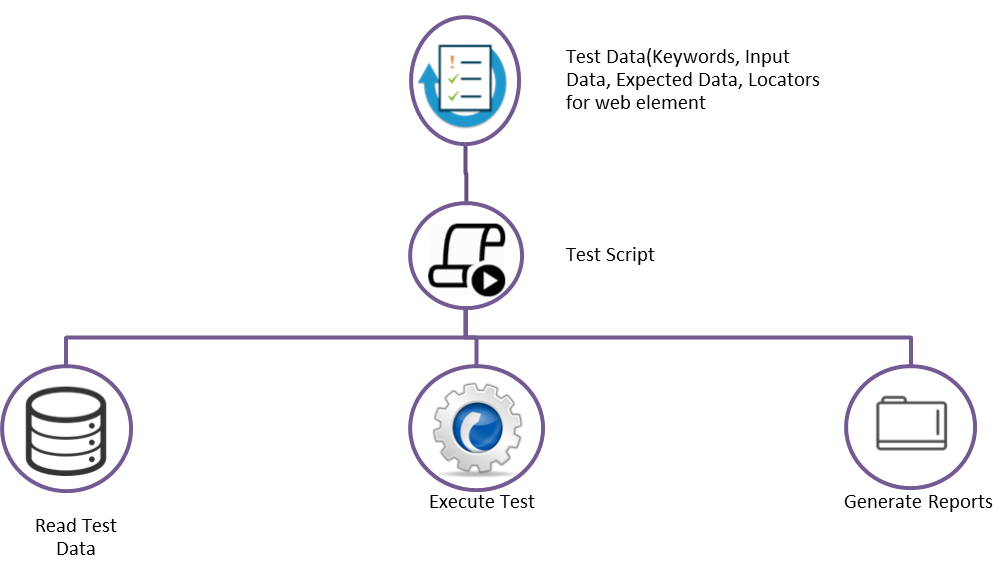 Test Data(Keywords, Input
Data, Expected Data, Locators
for web element
Test Script
Read Test
Data
Execute Test
Generate Reports